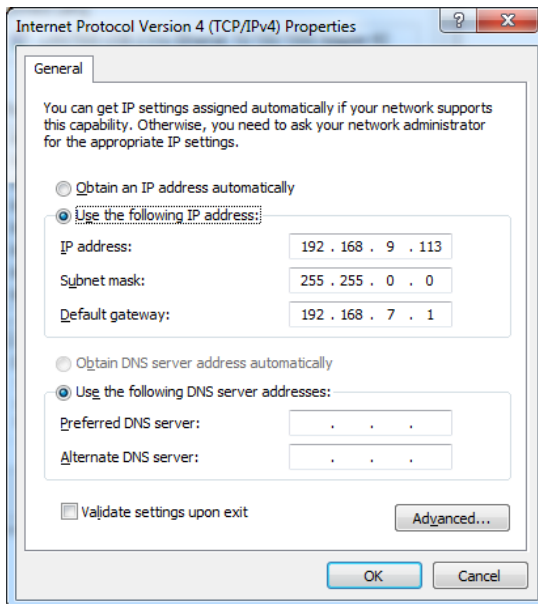 Internet Protocol Version 4 (TCP/IPv4) Properties
?
X
General
You can get IP settings assigned automatically if your network supports
this capability. Otherwise, you need to ask your network administrator
for the appropriate IP settings.
Obtain an IP address automatically
Use the following IP address:
IP address: 192 . 168 . 9 . 113
Subnet mask: 255 . 255 . 0 . 0
Default gateway: 192 . 168 . 7 . 1
Obtain DNS server address automatically
Use the following DNS server addresses:
Preferred DNS server: . . .
Alternate DNS server: . . .
Validate settings upon exit
Advanced...
OK Cancel